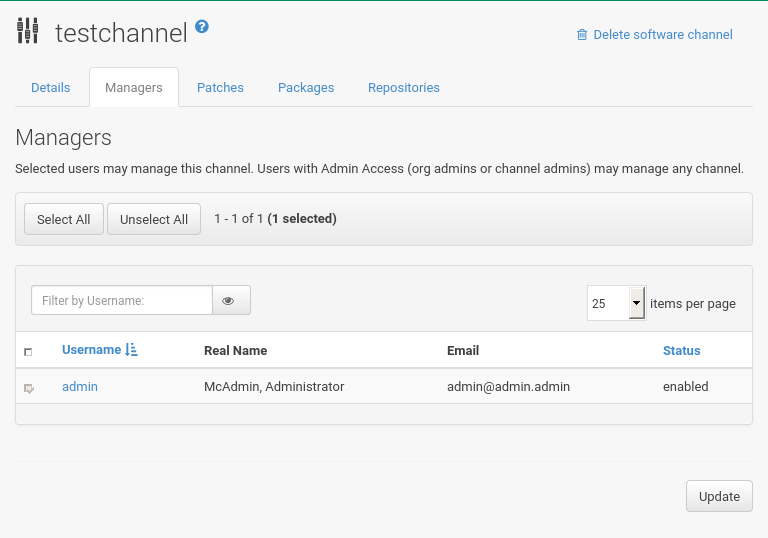 testchannel ?
Delete software channel
Details Managers Patches Packages Repositories
Managers
Selected users may manage this channel. Users with Admin Access (org admins or channel admins) may manage any channel.
Select All Unselect All 1 - 1 of 1 (1 selected)
Filter by Username: 25 items per page
Username Real Name Email Status
admin McAdmin, Administrator admin@admin.admin enabled
Update